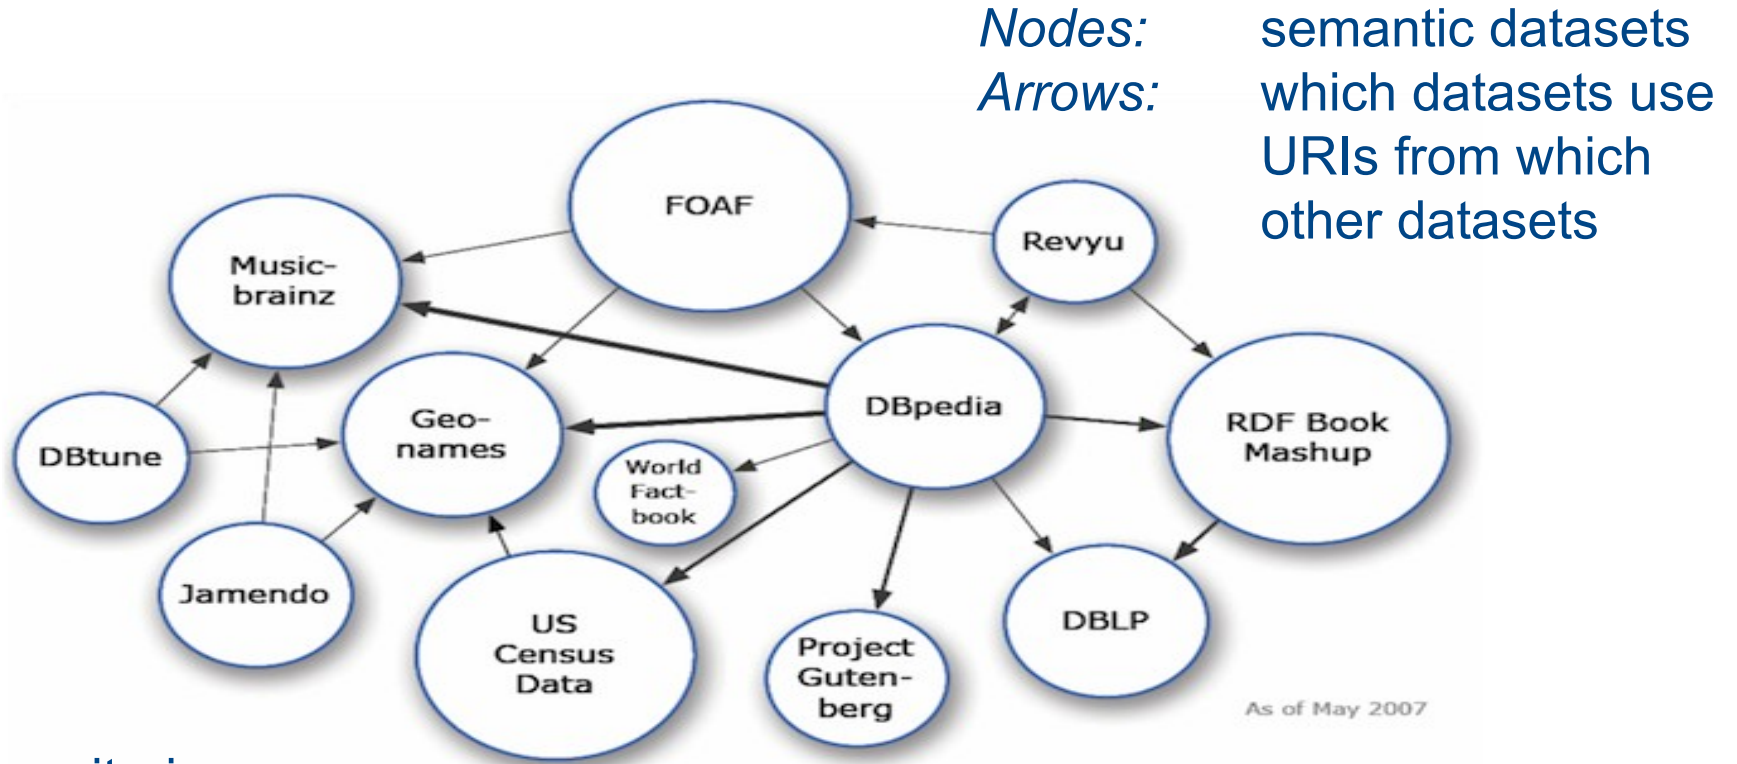 Nodes: semantic datasets
Arrows: which datasets use
URIs from which
other datasets
FOAF
Revyu
Music-
brainz
DBpedia
Geo-
names
RDF Book
Mashup
DBtune
World
Fact-
book
Jamendo
US
Census
Data
Project
Guten-
berg
DBLP
As of May 2007